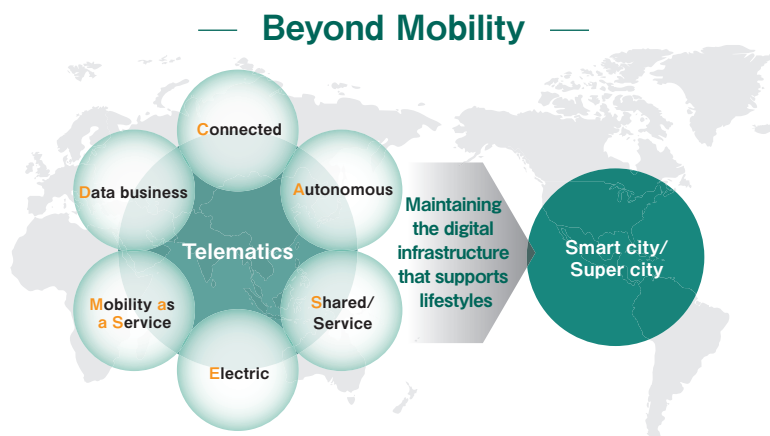 Beyond Mobility
Connected
Autonomous
Shared/
Service
Electric
Mobility as
a Service
Data business
Telematics
Maintaining
the digital
infrastructure
that supports
lifestyles
Smart city/
Super city